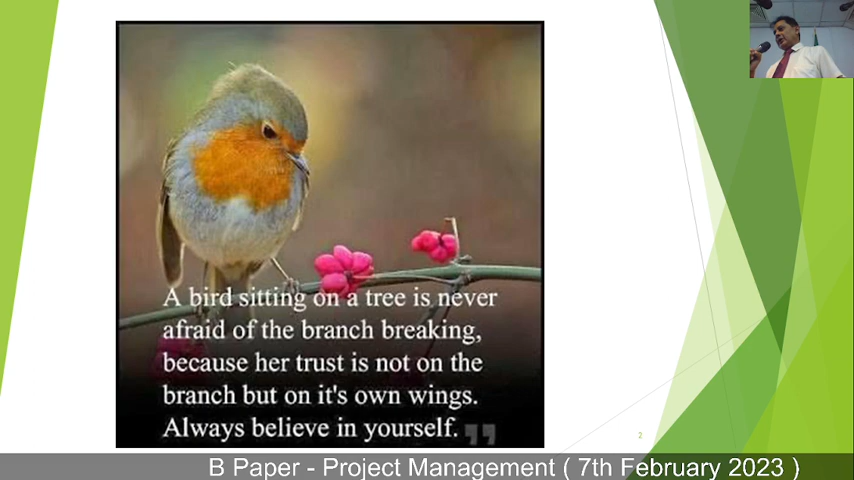 A bird sitting on a tree is never
afraid of the branch breaking,
because her trust is not on the
branch but on it's own wings.
Always believe in yourself.”
2
B Paper - Project Management ( 7th February 2023 )